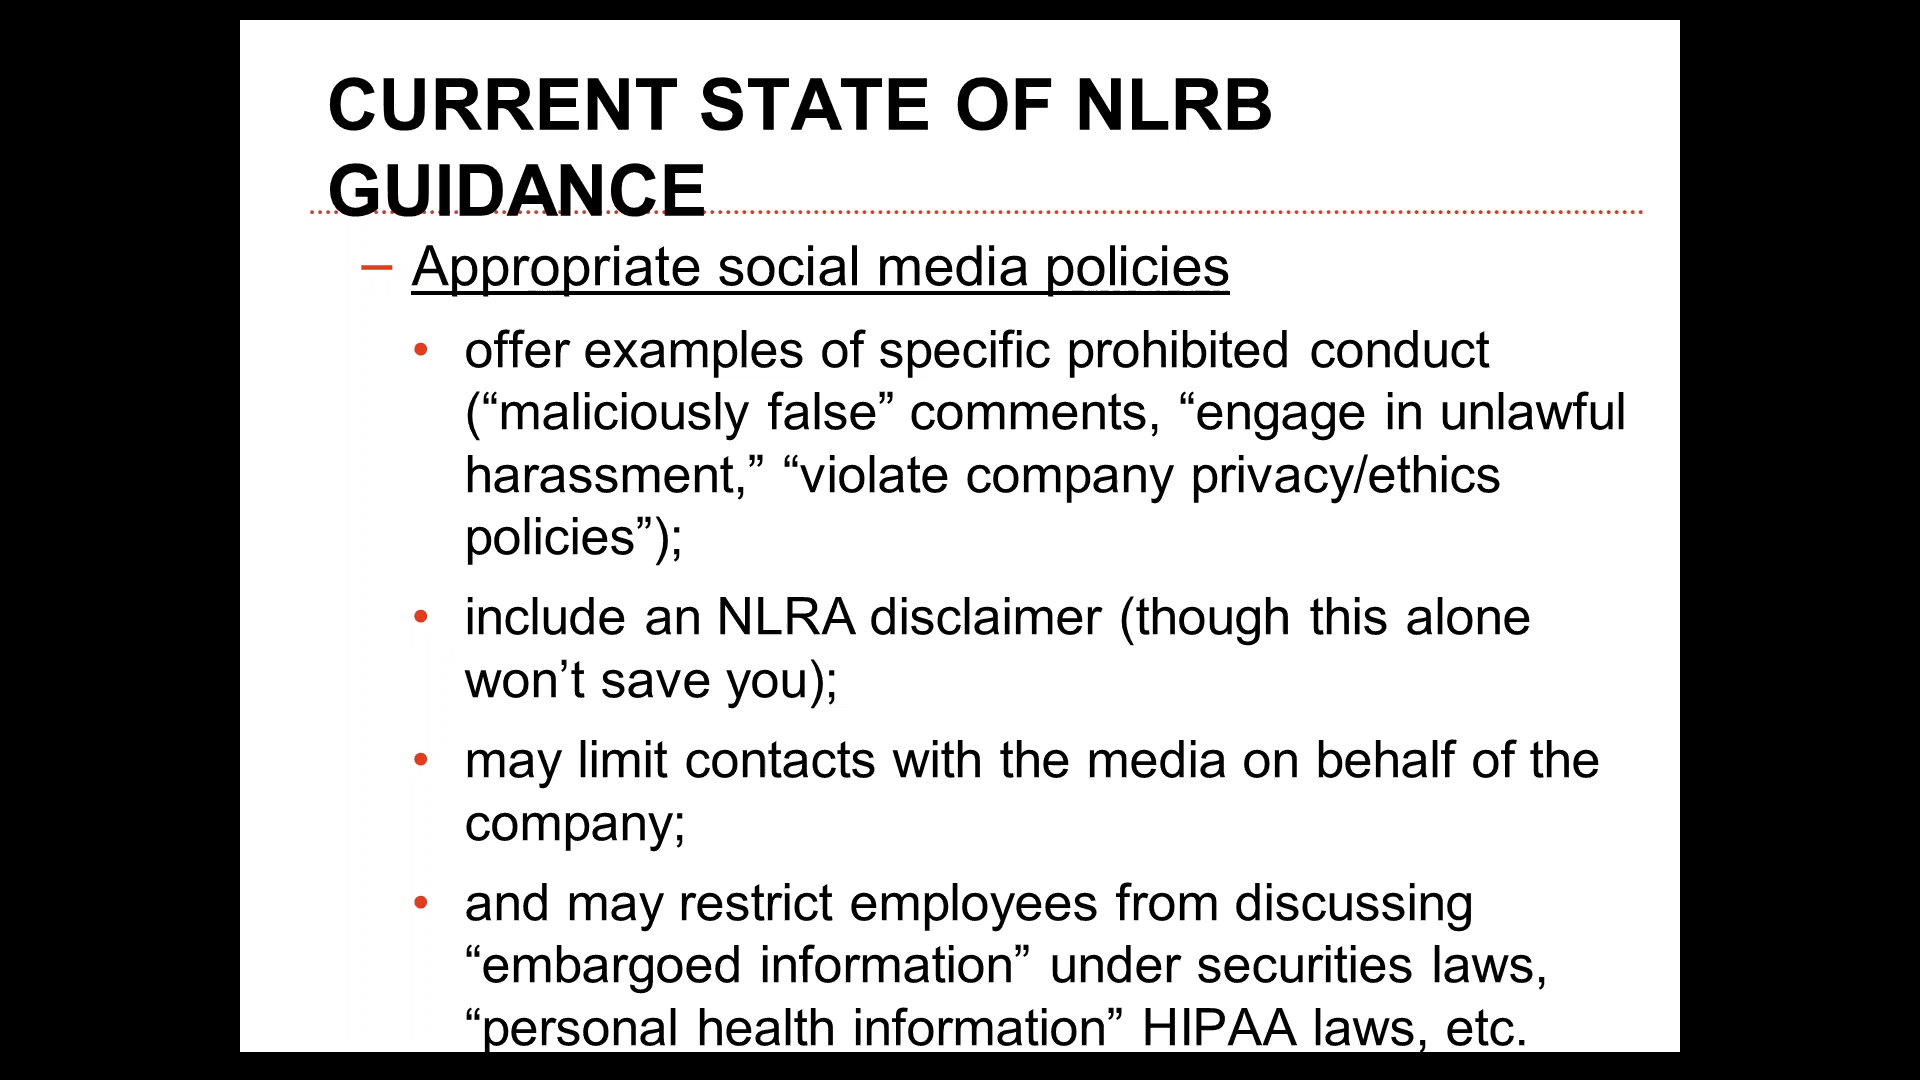 CURRENT STATE OF NLRB
GUIDANCE
– Appropriate social media policies
• offer examples of specific prohibited conduct
(“maliciously false” comments, “engage in unlawful
harassment,” “violate company privacy/ethics
policies”);
• include an NLRA disclaimer (though this alone
won’t save you);
• may limit contacts with the media on behalf of the
company;
• and may restrict employees from discussing
“embargoed information” under securities laws,
“personal health information” HIPAA laws, etc.